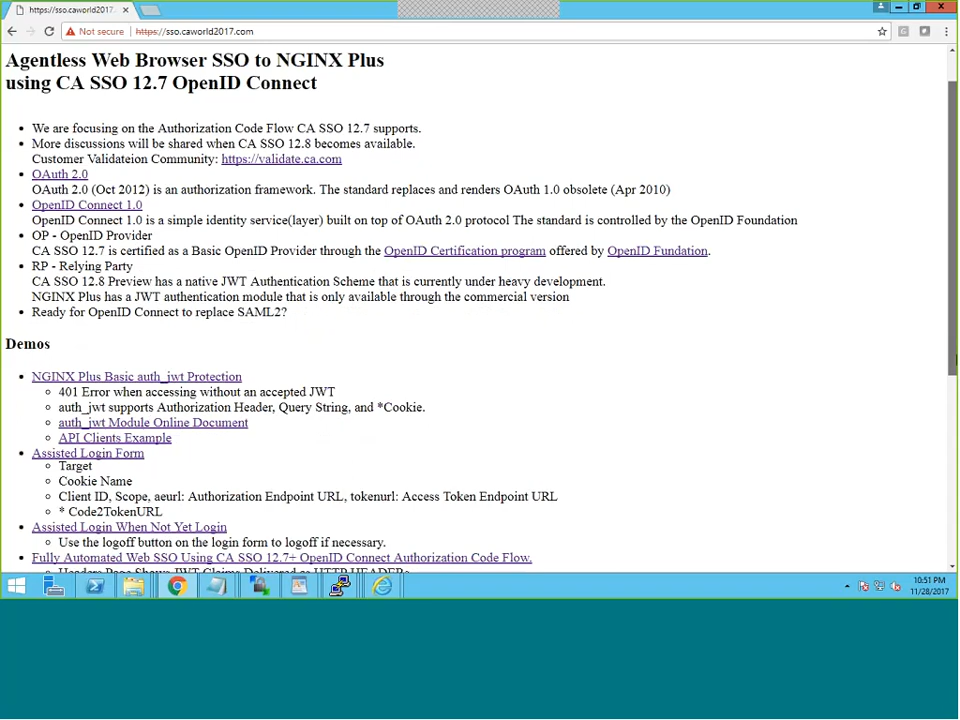 https://sso.caworld2017.
Not secure https://sso.caworld2017.com
Agentless Web Browser SSO to NGINX Plus
using CA SSO 12.7 OpenID Connect
We are focusing on the Authorization Code Flow CA SSO 12.7 supports.
More discussions will be shared when CA SSO 12.8 becomes available.
Customer Validateion Community: https://validate.ca.com
OAuth 2.0
OAuth 2.0 (Oct 2012) is an authorization framework. The standard replaces and renders OAuth 1.0 obsolete (Apr 2010)
OpenID Connect 1.0
OpenID Connect 1.0 is a simple identity service(layer) built on top of OAuth 2.0 protocol The standard is controlled by the OpenID Foundation
OP - OpenID Provider
CA SSO 12.7 is certified as a Basic OpenID Provider through the OpenID Certification program offered by OpenID Fundation.
RP - Relying Party
CA SSO 12.8 Preview has a native JWT Authentication Scheme that is currently under heavy development.
NGINX Plus has a JWT authentication module that is only available through the commercial version
Ready for OpenID Connect to replace SAML2?
Demos
NGINX Plus Basic auth_jwt Protection
401 Error when accessing without an accepted JWT
auth_jwt supports Authorization Header, Query String, and *Cookie.
auth_jwt Module Online Document
API Clients Example
Assisted Login Form
Target
Cookie Name
Client ID, Scope, aeurl: Authorization Endpoint URL, tokenurl: Access Token Endpoint URL
* Code2TokenURL
Assisted Login When Not Yet Login
Use the logoff button on the login form to logoff if necessary.
Fully Automated Web SSO Using CA SSO 12.7+ OpenID Connect Authorization Code Flow.
Headers Page Shows JWT Claims Delivered as HTTP HEADERs
10:51 PM
11/28/2017